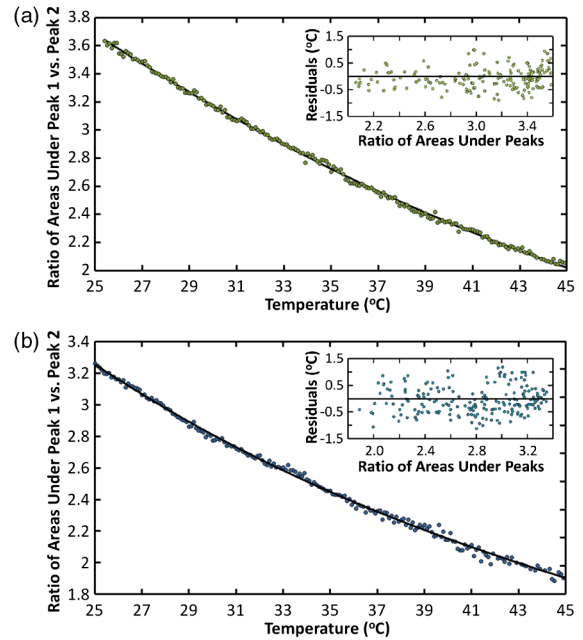 (a)
Ratio of Areas Under Peak 1 vs. Peak 2
3.8
3.6
3.4
3.2
3
2.8
2.6
2.4
2.2
2
25 27 29 31 33 35 37 39 41 43 45
Temperature (°C)
Residuals (°C)
1.5
0.5
-0.5
-1.5
2.2 2.6 3.0 3.4
Ratio of Areas Under Peaks
(b)
Ratio of Areas Under Peak 1 vs. Peak 2
3.4
3.2
3
2.8
2.6
2.4
2.2
2
1.8
25 27 29 31 33 35 37 39 41 43 45
Temperature (°C)
Residuals (°C)
1.5
0.5
-0.5
-1.5
2.0 2.4 2.8 3.2
Ratio of Areas Under Peaks